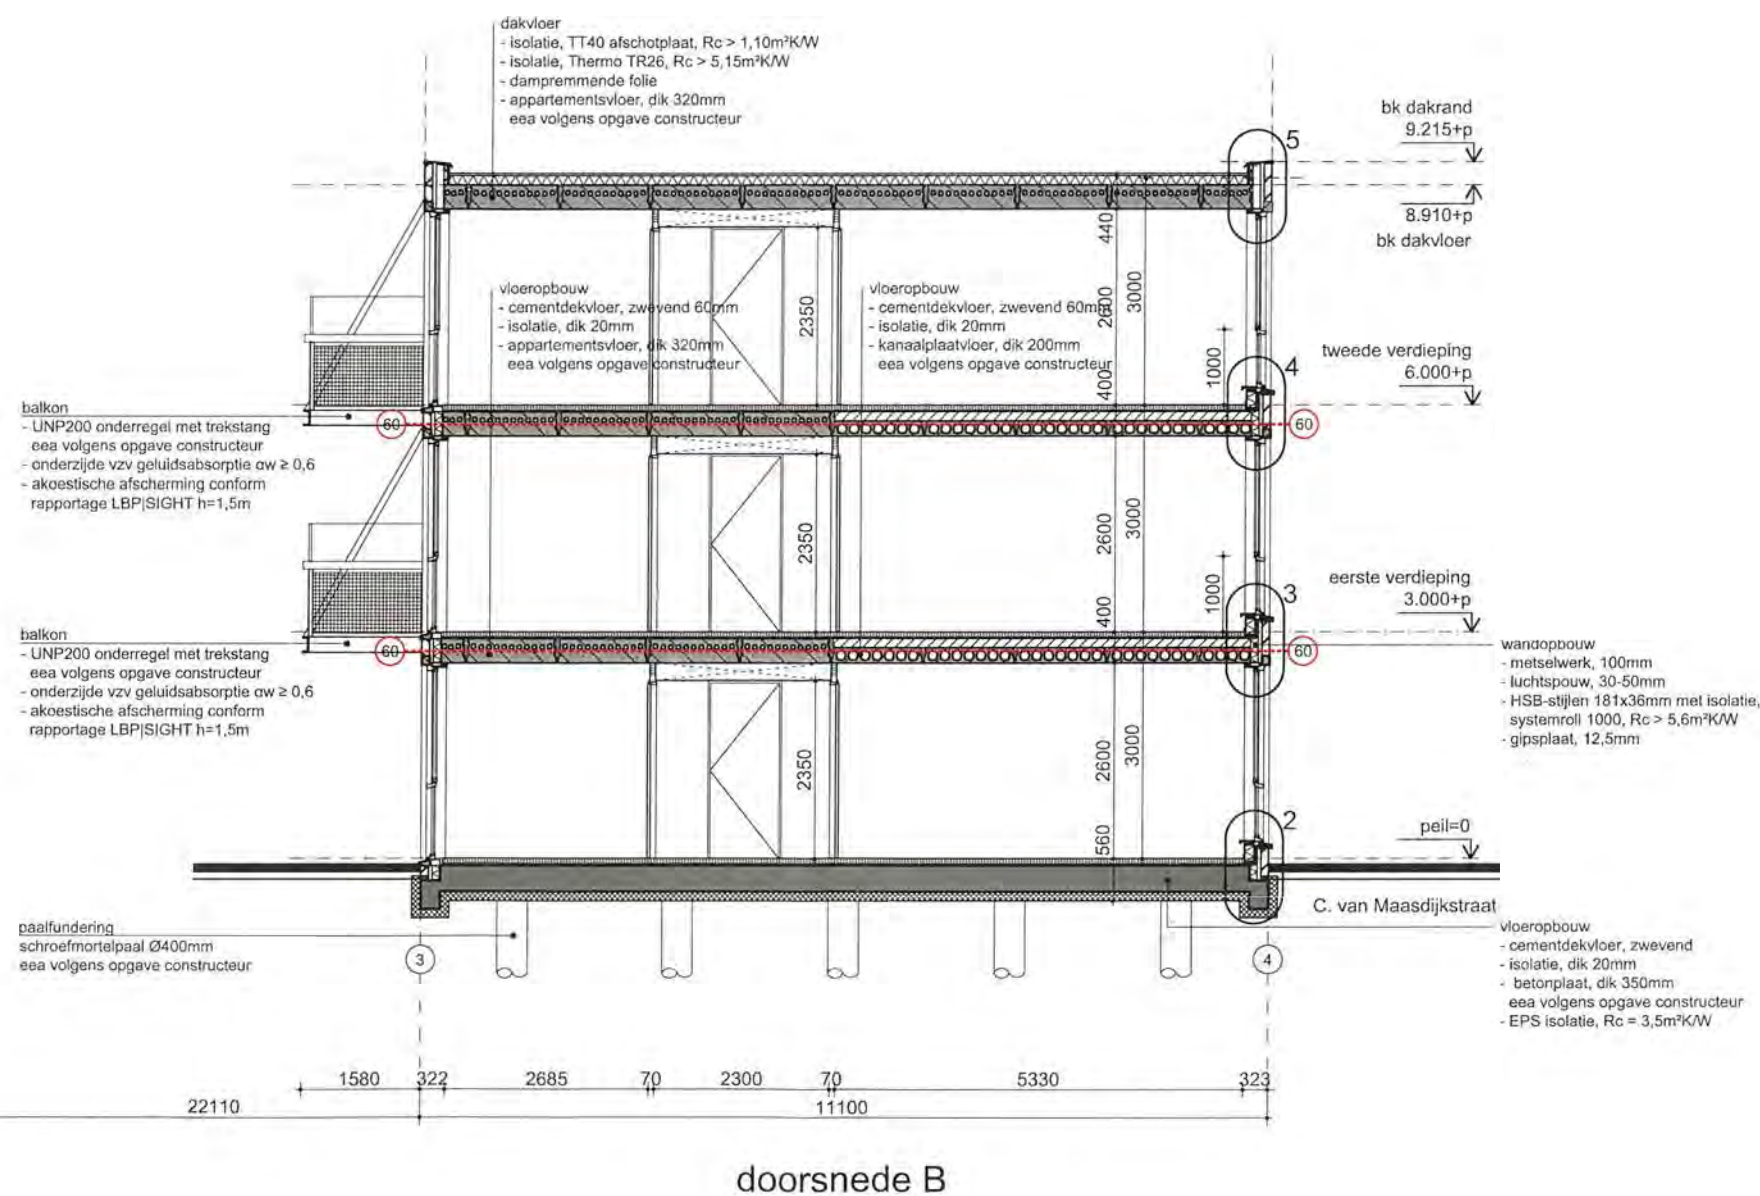 dakvloer
- isolatie, TT40 afschotplaat, Rc > 1,10m²K/W
- isolatie, Thermo TR26, Rc > 5,15m²K/W
- dampremmende folie
- appartementsvloer, dik 320mm
eea volgens opgave constructeur
bk dakrand
9.215+p
5
8.910+p
bk dakvloer
440
vloeropbouw
- cementdekvloer, zwevend 60mm
- isolatie, dik 20mm
- appartementsvloer, dik 320mm
eea volgens opgave constructeur
2350
vloeropbouw
- cementdekvloer, zwevend 60mm
- isolatie, dik 20mm
- kanaalplaatvloer, dik 200mm
eea volgens opgave constructeur
2600
3000
1000
400
tweede verdieping
6.000+p
4
60
60
balkon
- UNP200 onderregel met trekstang
eea volgens opgave constructeur
- onderzijde vzv geluidsabsorptie αw ≥ 0,6
- akoestische afscherming conform
rapportage LBP|SIGHT h=1,5m
2350
2600
3000
1000
400
eerste verdieping
3.000+p
3
60
60
balkon
- UNP200 onderregel met trekstang
eea volgens opgave constructeur
- onderzijde vzv geluidsabsorptie αw ≥ 0,6
- akoestische afscherming conform
rapportage LBP|SIGHT h=1,5m
wandopbouw
- metselwerk, 100mm
- luchtspouw, 30-50mm
- HSB-stijlen 181x36mm met isolatie,
systemroll 1000, Rc > 5,6m²K/W
- gipsplaat, 12,5mm
2350
2600
3000
560
2
peil=0
C. van Maasdijkstraat
paalfundering
schroefmortelpaal Ø400mm
eea volgens opgave constructeur
vloeropbouw
- cementdekvloer, zwevend
- isolatie, dik 20mm
- betonplaat, dik 350mm
eea volgens opgave constructeur
- EPS isolatie, Rc = 3,5m²K/W
3
4
1580 322 2685 70 2300 70 5330 323
22110 11100
doorsnede B